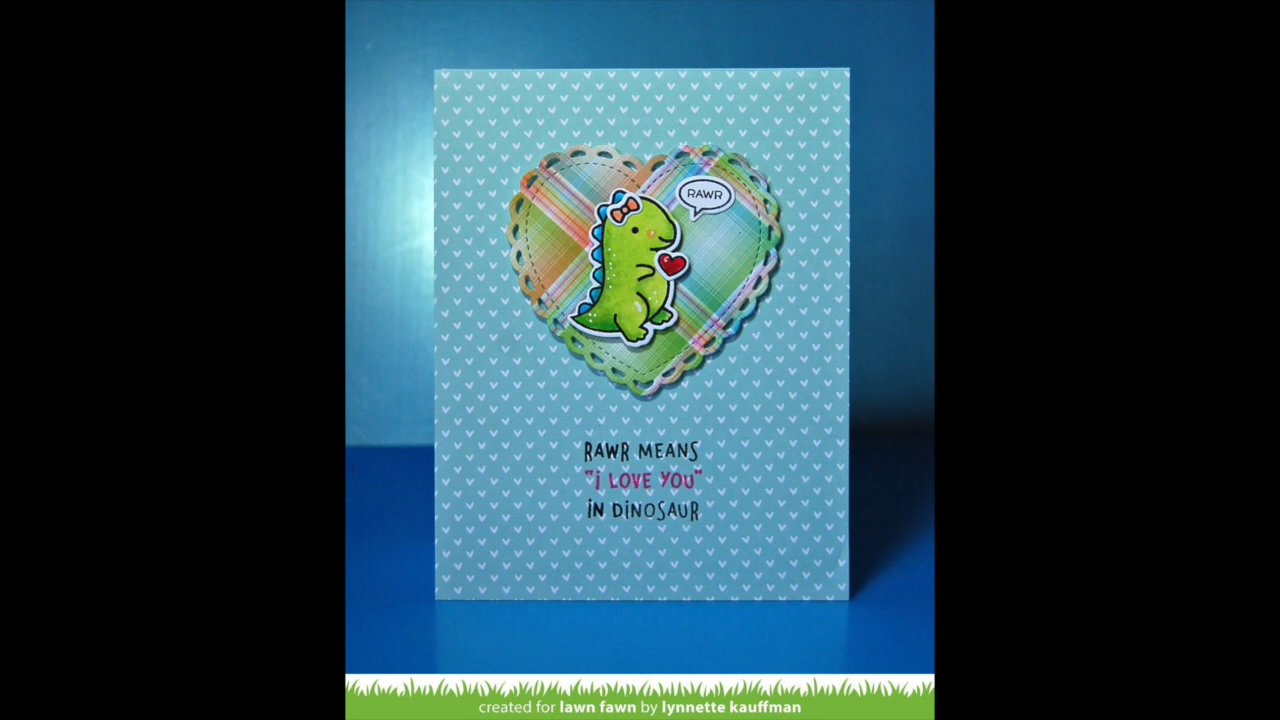 RAWR
RAWR MEANS
"i LOVE YOU"
iN DiNOSAUR
created for lawn fawn by lynnette kauffman